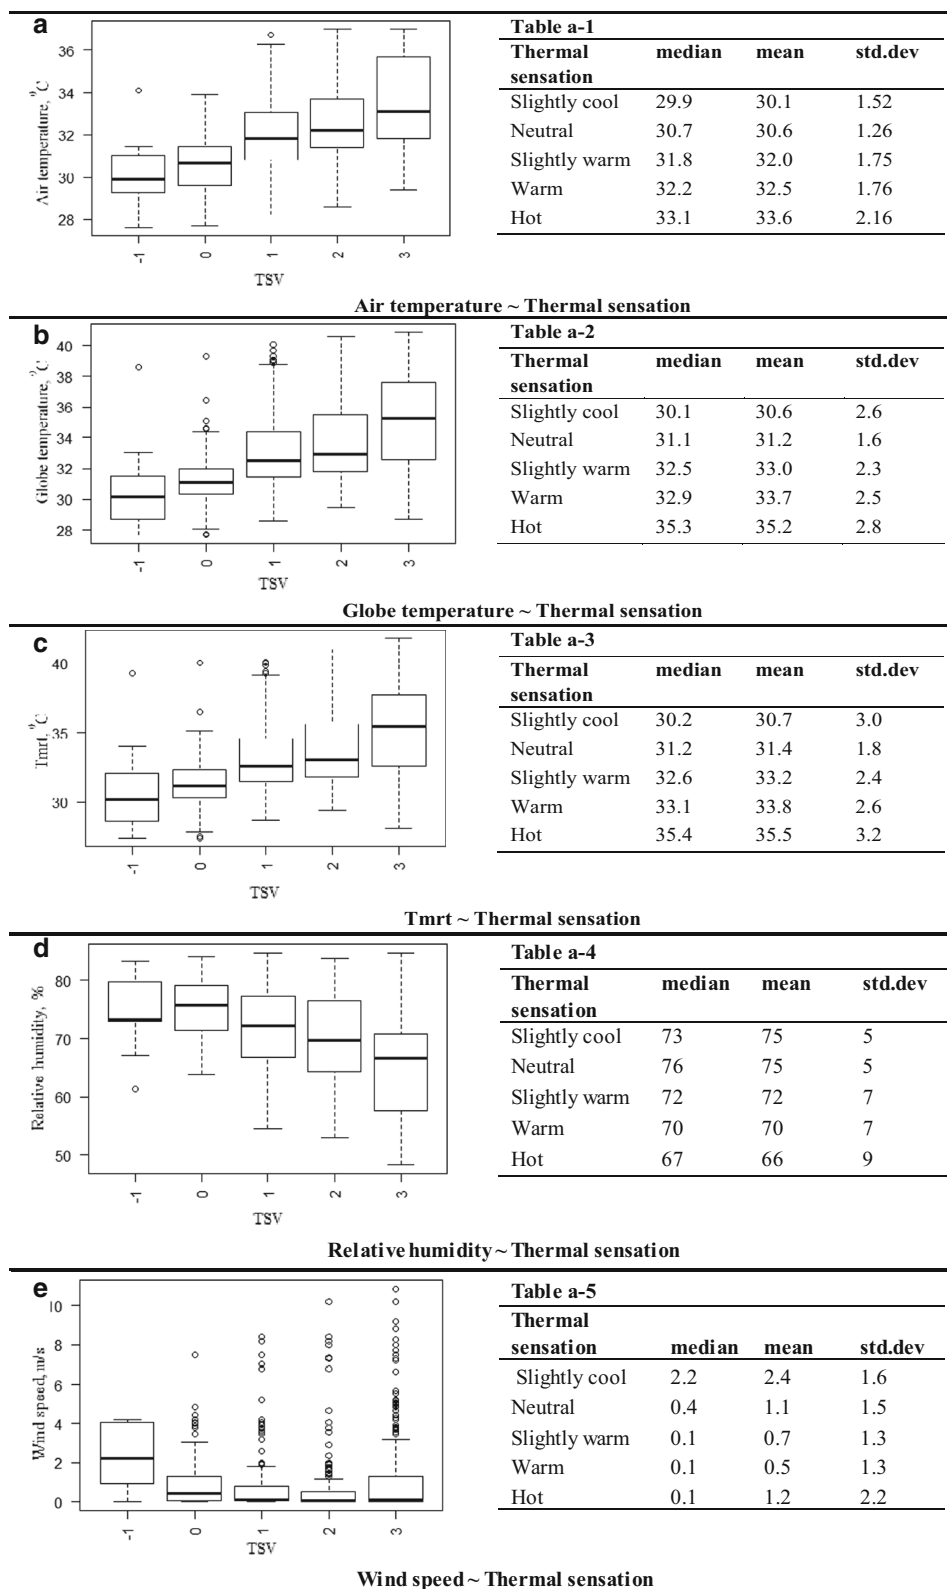 a
36
34
32
30
28
Air temperature, ⁰C
-1
0
1
2
3
TSV
Table a-1
Thermal sensation median mean std.dev
Slightly cool 29.9 30.1 1.52
Neutral 30.7 30.6 1.26
Slightly warm 31.8 32.0 1.75
Warm 32.2 32.5 1.76
Hot 33.1 33.6 2.16
Air temperature ~ Thermal sensation
b
40
38
36
34
32
30
28
Globe temperature, ⁰C
-1
0
1
2
3
TSV
Table a-2
Thermal sensation median mean std.dev
Slightly cool 30.1 30.6 2.6
Neutral 31.1 31.2 1.6
Slightly warm 32.5 33.0 2.3
Warm 32.9 33.7 2.5
Hot 35.3 35.2 2.8
Globe temperature ~ Thermal sensation
c
40
35
30
Tmrt, ⁰C
-1
0
1
2
3
TSV
Table a-3
Thermal sensation median mean std.dev
Slightly cool 30.2 30.7 3.0
Neutral 31.2 31.4 1.8
Slightly warm 32.6 33.2 2.4
Warm 33.1 33.8 2.6
Hot 35.4 35.5 3.2
Tmrt ~ Thermal sensation
d
80
70
60
50
Relative humidity, %
-1
0
1
2
3
TSV
Table a-4
Thermal sensation median mean std.dev
Slightly cool 73 75 5
Neutral 76 75 5
Slightly warm 72 72 7
Warm 70 70 7
Hot 67 66 9
Relative humidity ~ Thermal sensation
e
10
8
6
4
2
0
Wind speed, m/s
-1
0
1
2
3
TSV
Table a-5
Thermal sensation median mean std.dev
Slightly cool 2.2 2.4 1.6
Neutral 0.4 1.1 1.5
Slightly warm 0.1 0.7 1.3
Warm 0.1 0.5 1.3
Hot 0.1 1.2 2.2
Wind speed ~ Thermal sensation